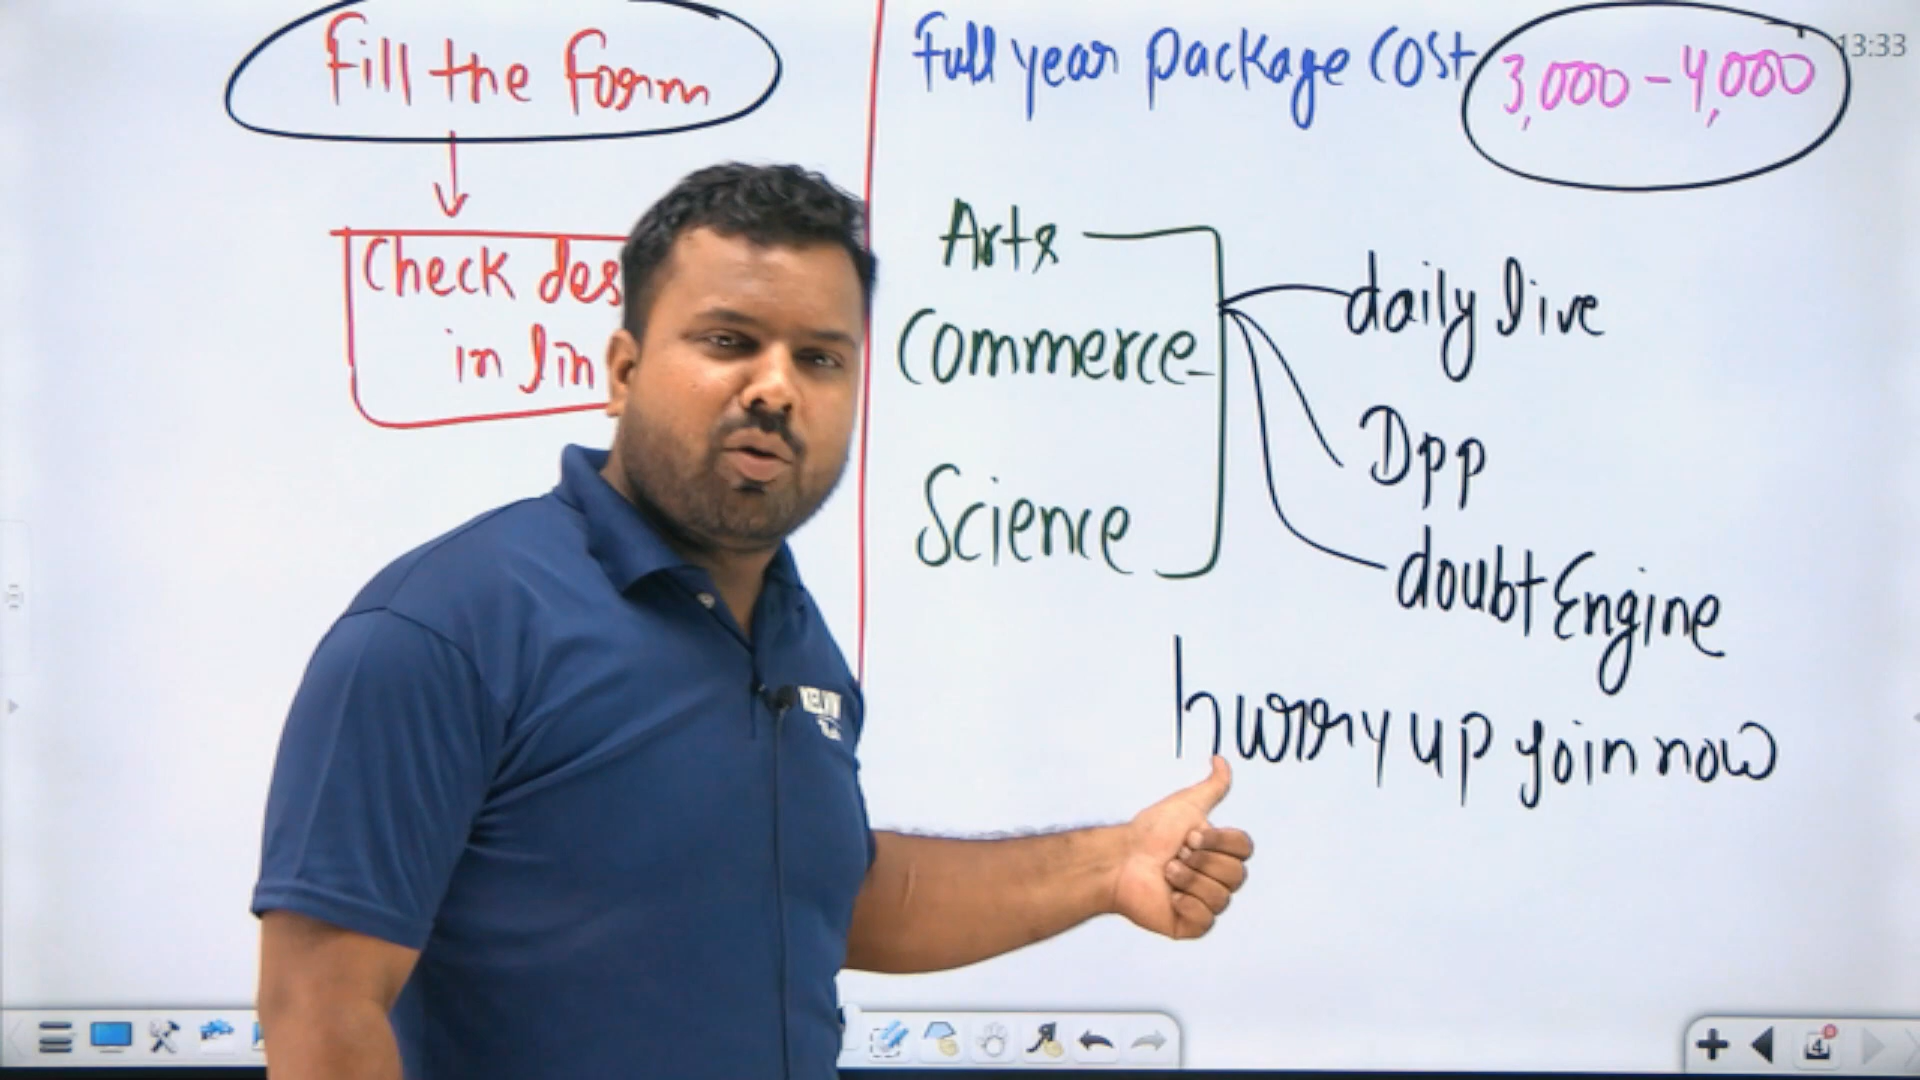 Fill the form
Check des
in lin
Full year package cost 3,000 - 4,000
13:33
Arts
Commerce
Science
daily live
Dpp
doubt Engine
hurry up join now
4